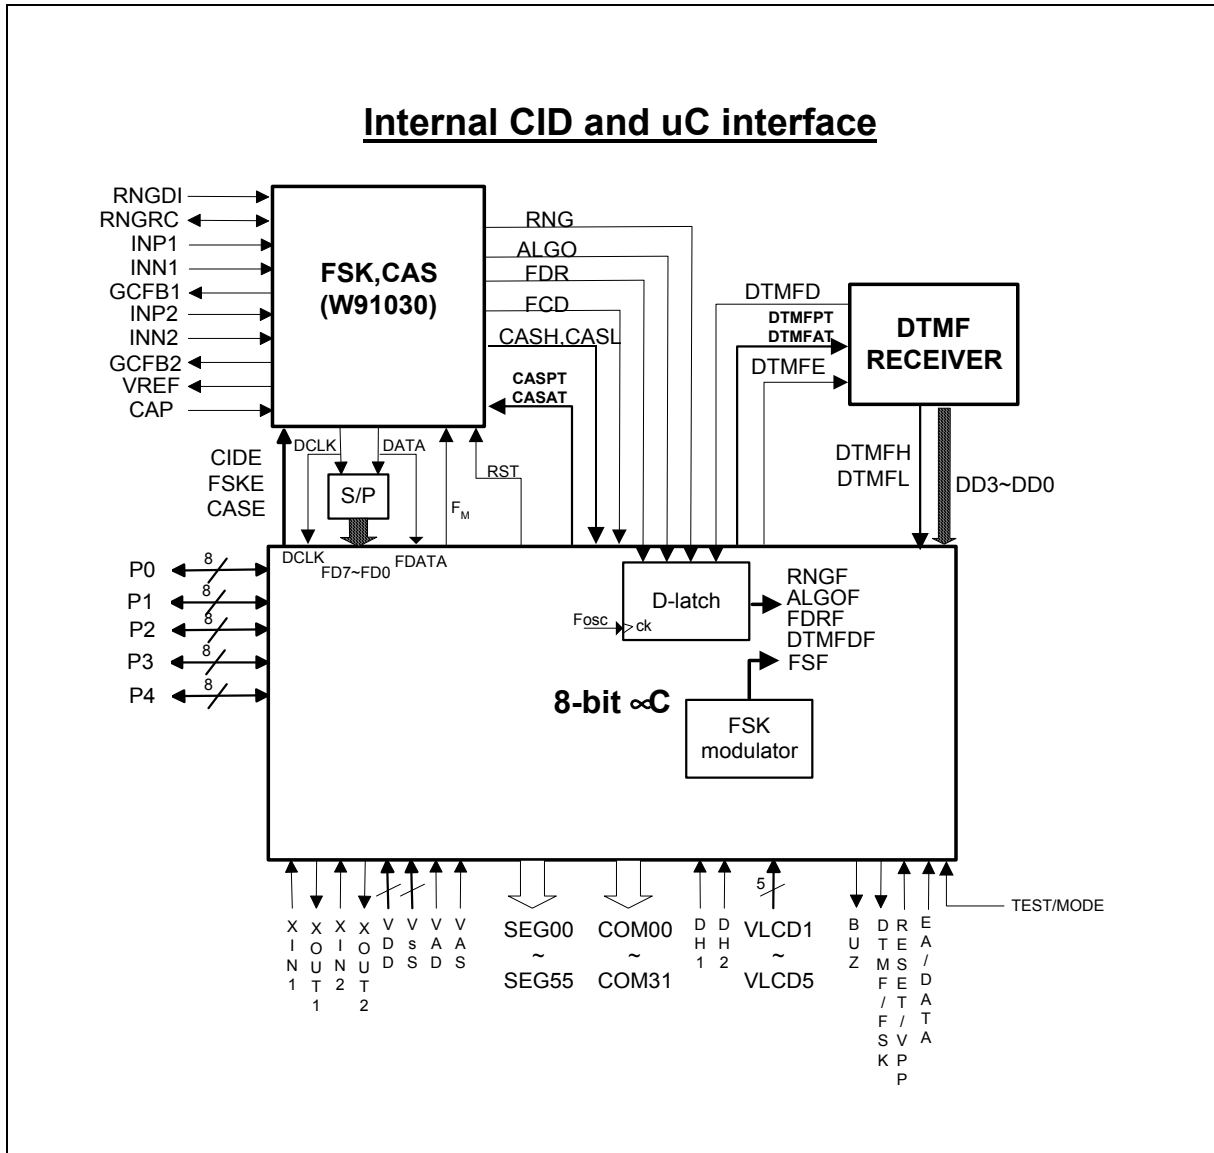 Internal CID and uC interface
RNGDI
RNGRC
INP1
INN1
GCFB1
INP2
INN2
GCFB2
VREF
CAP
FSK,CAS
(W91030)
RNG
ALGO
FDR
FCD
CASH,CASL
CASPT
CASAT
DTMFD
DTMFPT
DTMFAT
DTMFE
DTMF
RECEIVER
CIDE
FSKE
CASE
DCLK
DATA
S/P
FM
RST
DTMFH
DTMFL
DD3~DD0
DCLK
FD7~FD0
FDATA
P0
8
P1
8
P2
8
P3
8
P4
8
Fosc
ck
D-latch
RNGF
ALGOF
FDRF
DTMFDF
FSF
8-bit ∝C
FSK
modulator
XIN1
XOUT1
XIN2
XOUT2
VDD
VsS
VAD
VAS
SEG00
~
SEG55
COM00
~
COM31
DH1
DH2
5
VLCD1
~
VLCD5
BUZ
DTMF/FSK
RESET/VPP
EA/DATA
TEST/MODE